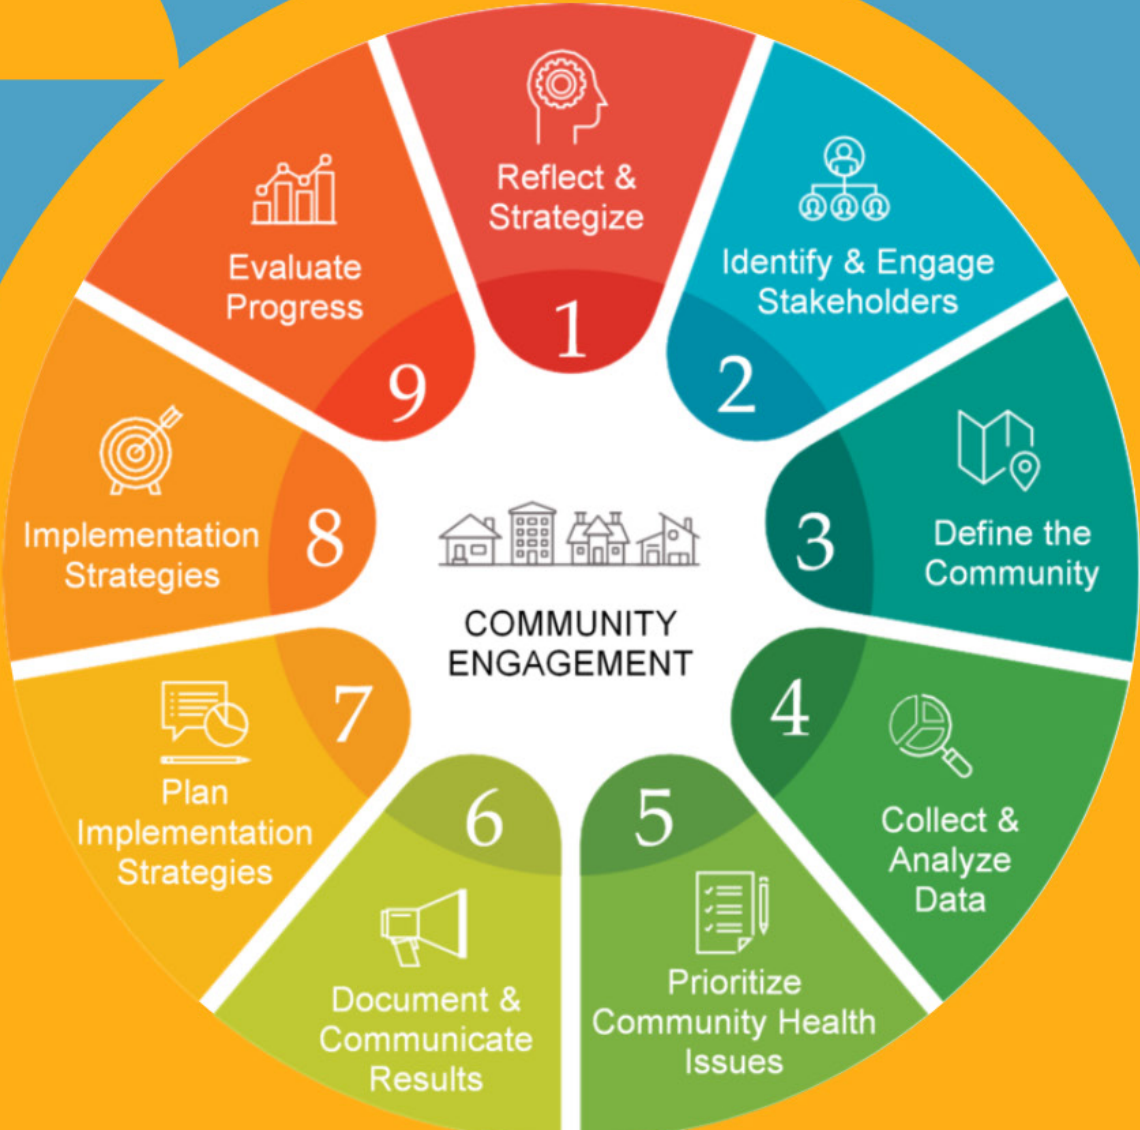 Reflect &
Strategize
1
Identify & Engage
Stakeholders
2
Define the
Community
3
Collect &
Analyze
Data
4
Prioritize
Community Health
Issues
5
Document &
Communicate
Results
6
Plan
Implementation
Strategies
7
Implementation
Strategies
8
Evaluate
Progress
9
COMMUNITY
ENGAGEMENT